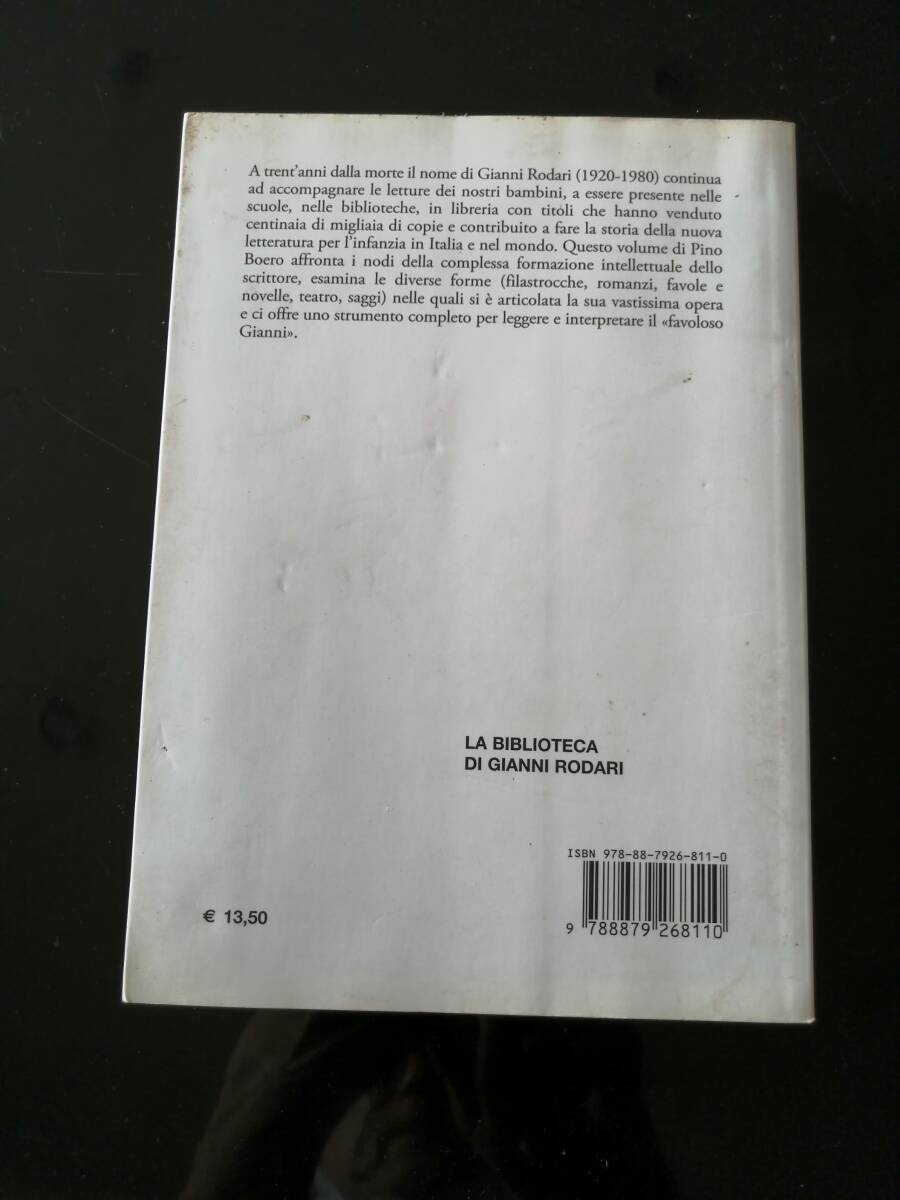 A trent'anni dalla morte il nome di Gianni Rodari (1920-1980) continua
ad accompagnare le letture dei nostri bambini, a essere presente nelle
scuole, nelle biblioteche, in libreria con titoli che hanno venduto
centinaia di migliaia di copie e contribuito a fare la storia della nuova
letteratura per l'infanzia in Italia e nel mondo. Questo volume di Pino
Boero affronta i nodi della complessa formazione intellettuale dello
scrittore, esamina le diverse forme (filastrocche, romanzi, favole e
novelle, teatro, saggi) nelle quali si è articolata la sua vastissima opera
e ci offre uno strumento completo per leggere e interpretare il «favoloso
Gianni».
LA BIBLIOTECA
DI GIANNI RODARI
ISBN 978-88-7926-811-0
€ 13,50
9 788879 268110